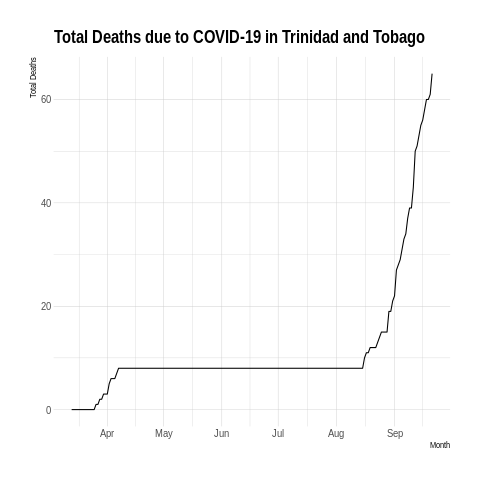 Total Deaths due to COVID-19 in Trinidad and Tobago
Total Deaths
60
40
20
0
Apr May Jun Jul Aug Sep
Month